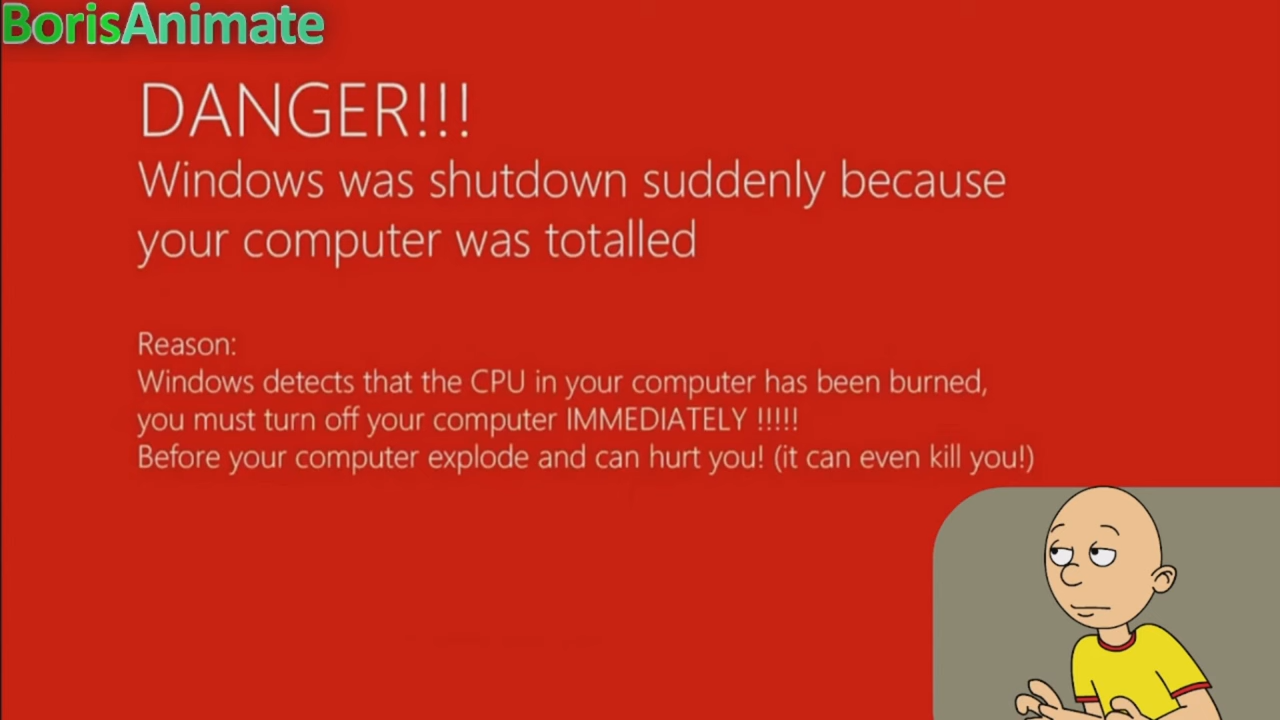 BorisAnimate
DANGER!!!
Windows was shutdown suddenly because
your computer was totalled
Reason:
Windows detects that the CPU in your computer has been burned,
you must turn off your computer IMMEDIATELY !!!!!
Before your computer explode and can hurt you! (it can even kill you!)